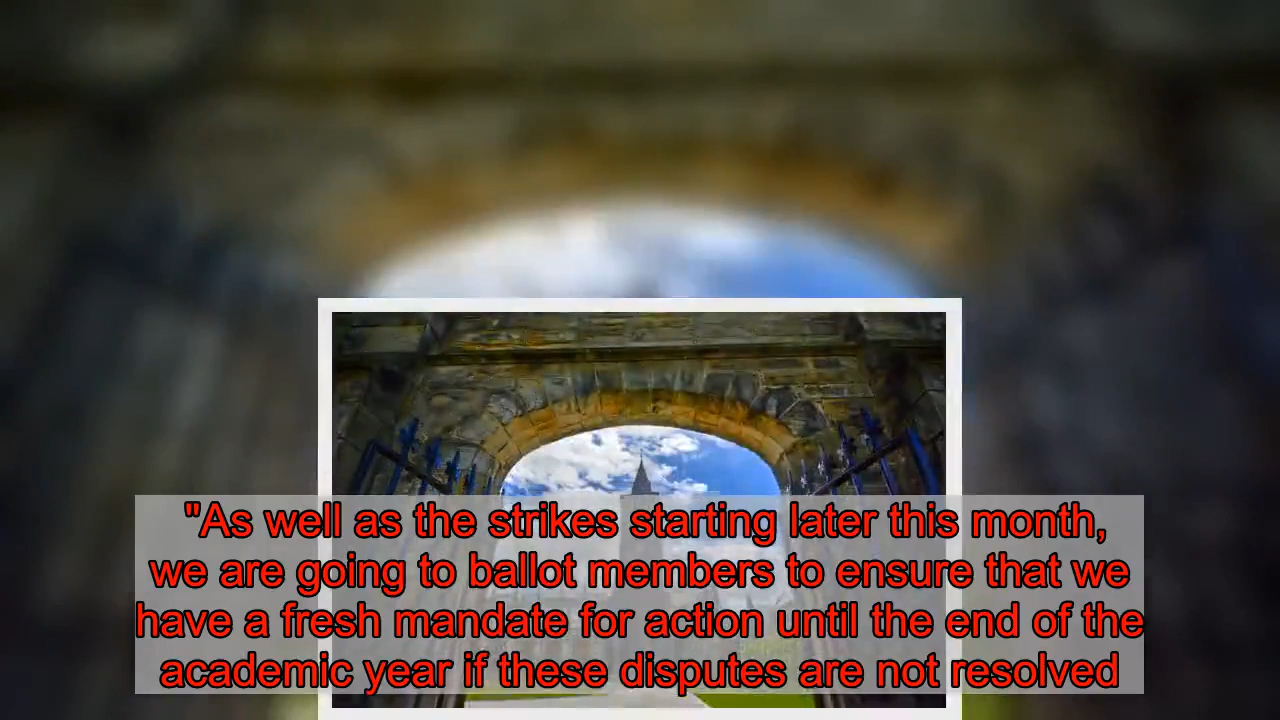 "As well as the strikes starting later this month,
we are going to ballot members to ensure that we
have a fresh mandate for action until the end of the
academic year if these disputes are not resolved